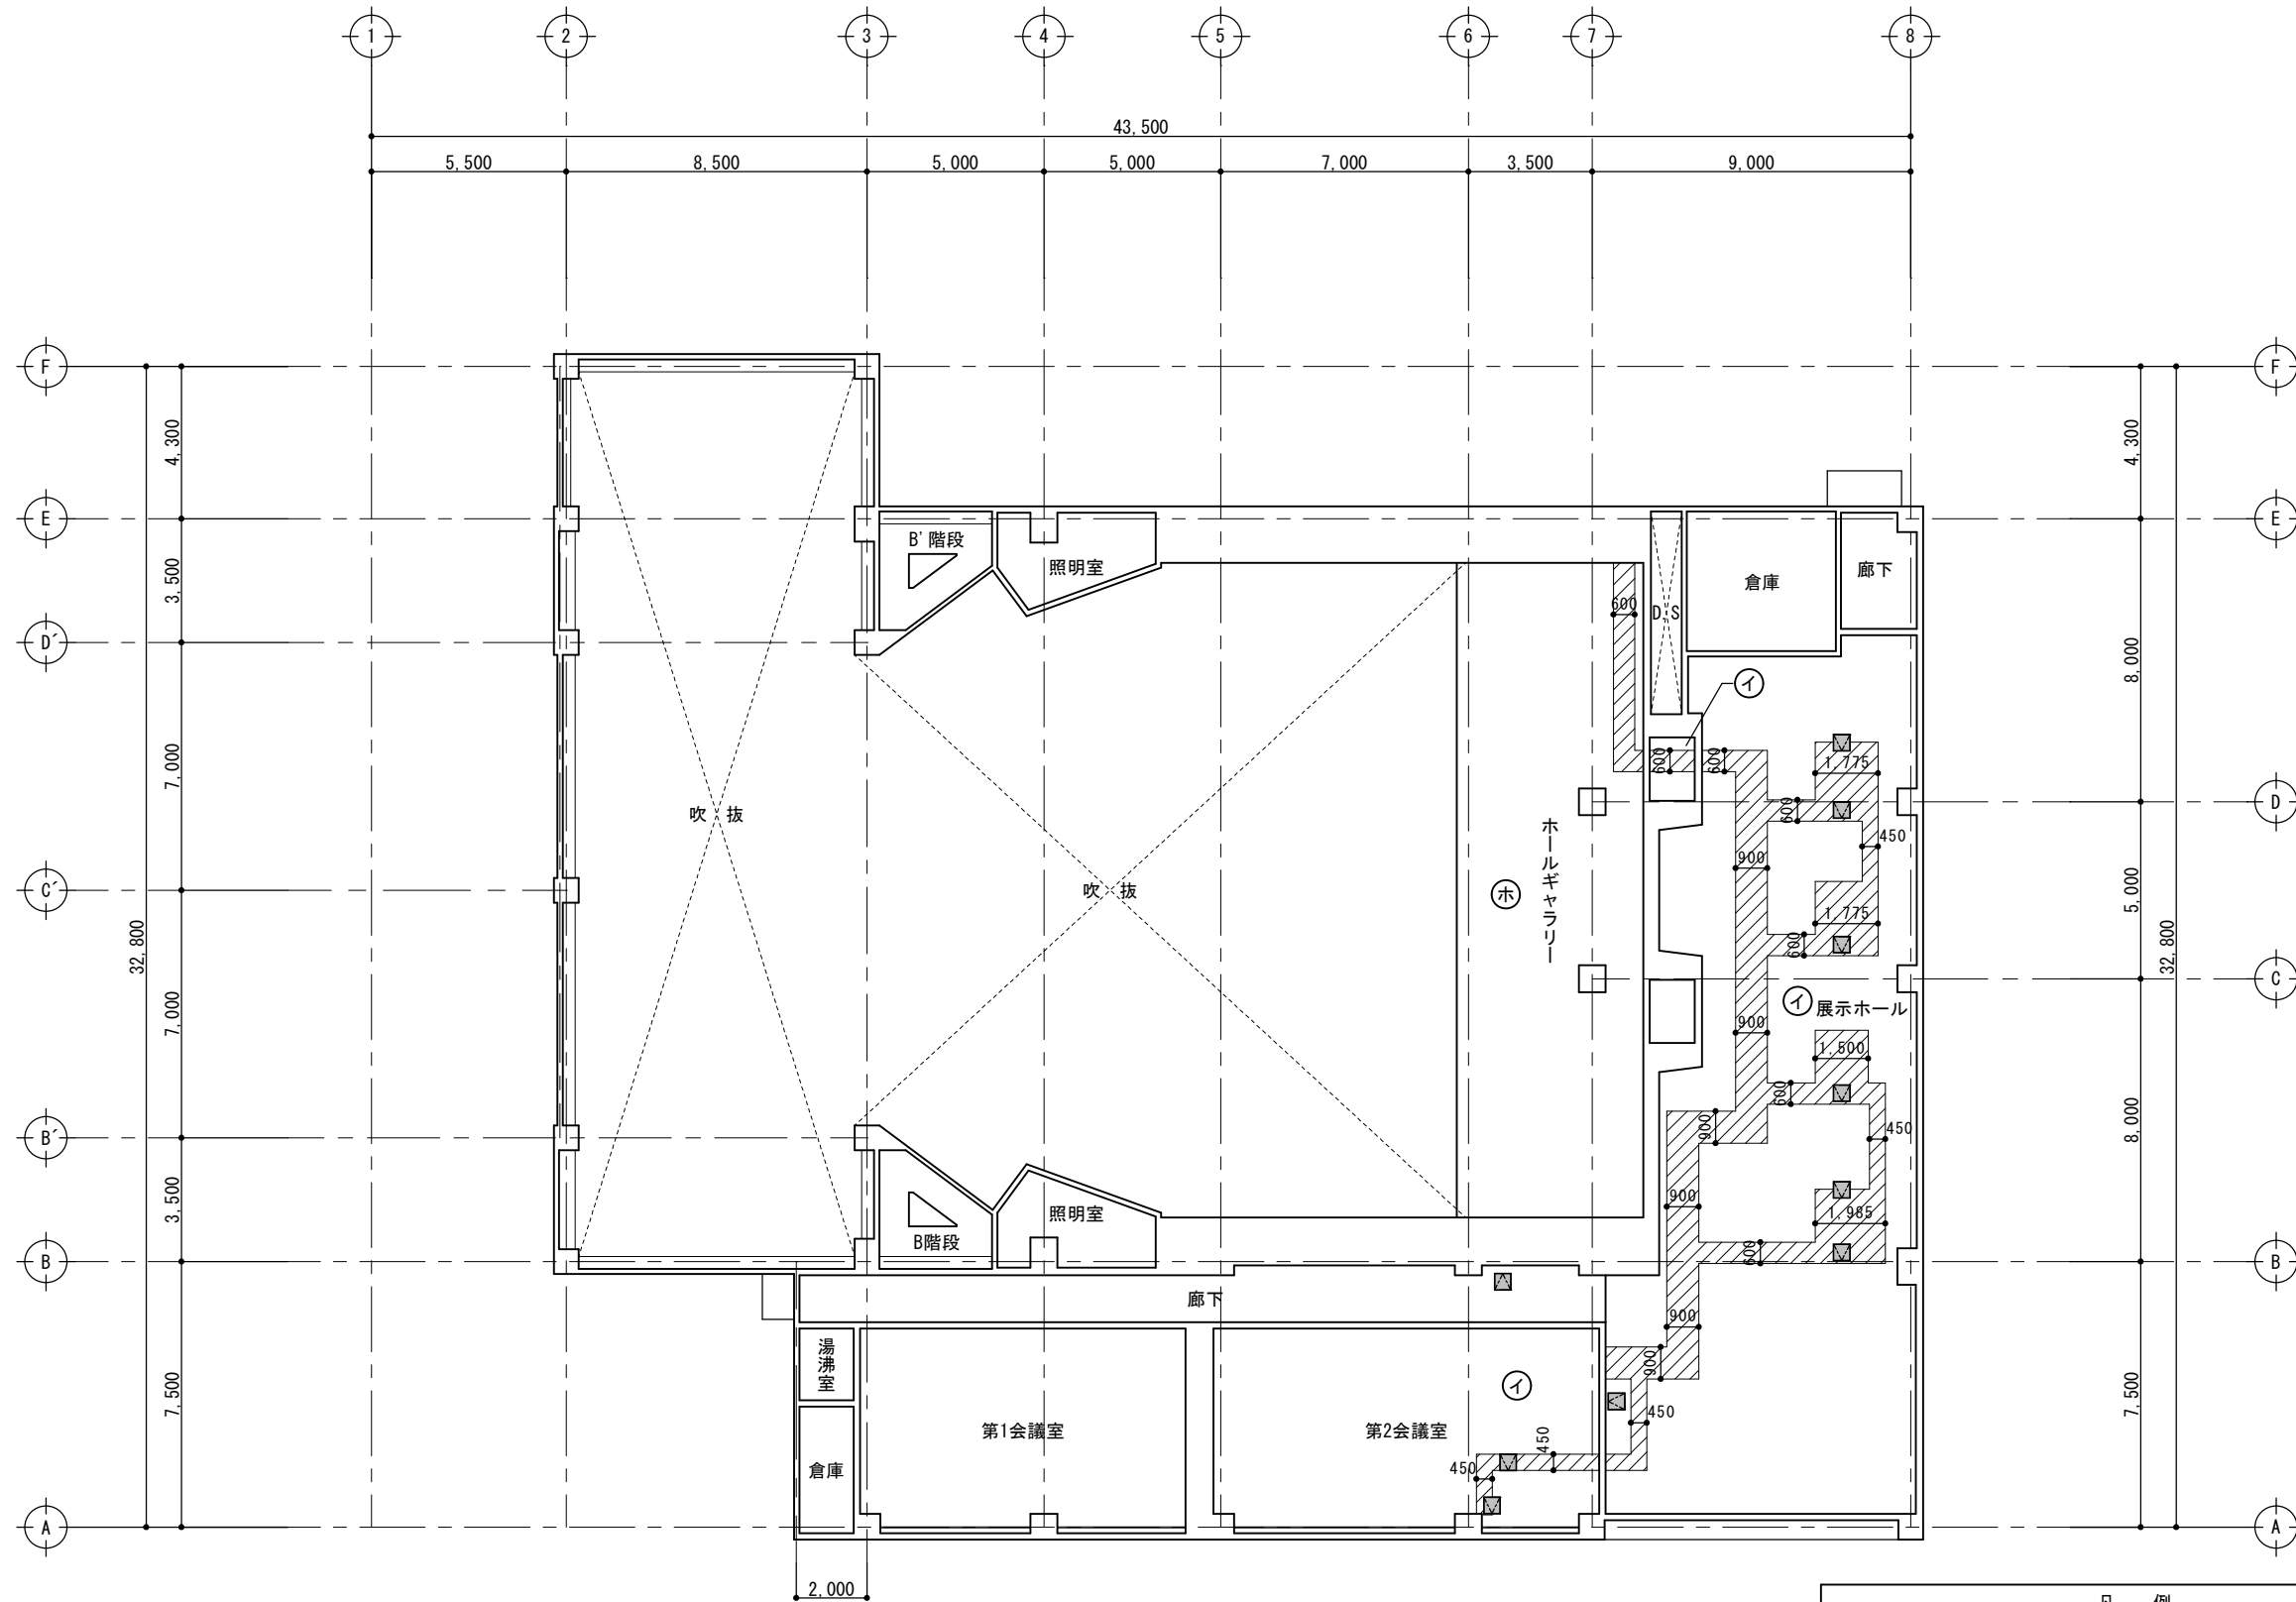 1 2 3 4 5 6 7 8
43,500
5,500 8,500 5,000 5,000 7,000 3,500 9,000
F F
4,300 4,300
E E
B'階段
照明室
倉庫
廊下
3,500
600
D.S
D´
8,000
イ
7,000
600 600
1,775
600
D
450
吹 抜
900
ホールギャラリー
C´
吹 抜
ホ
5,000
1,775
32,800 32,800
600
C
イ 展示ホール
7,000
900
1,500
600
900
450
B´
8,000
3,500
900
1,985
照明室
B階段
600
B B
廊下
900
湯沸室
900
イ
7,500 7,500
450
第1会議室
第2会議室
450
倉庫
450
A A
2,000
凡 例